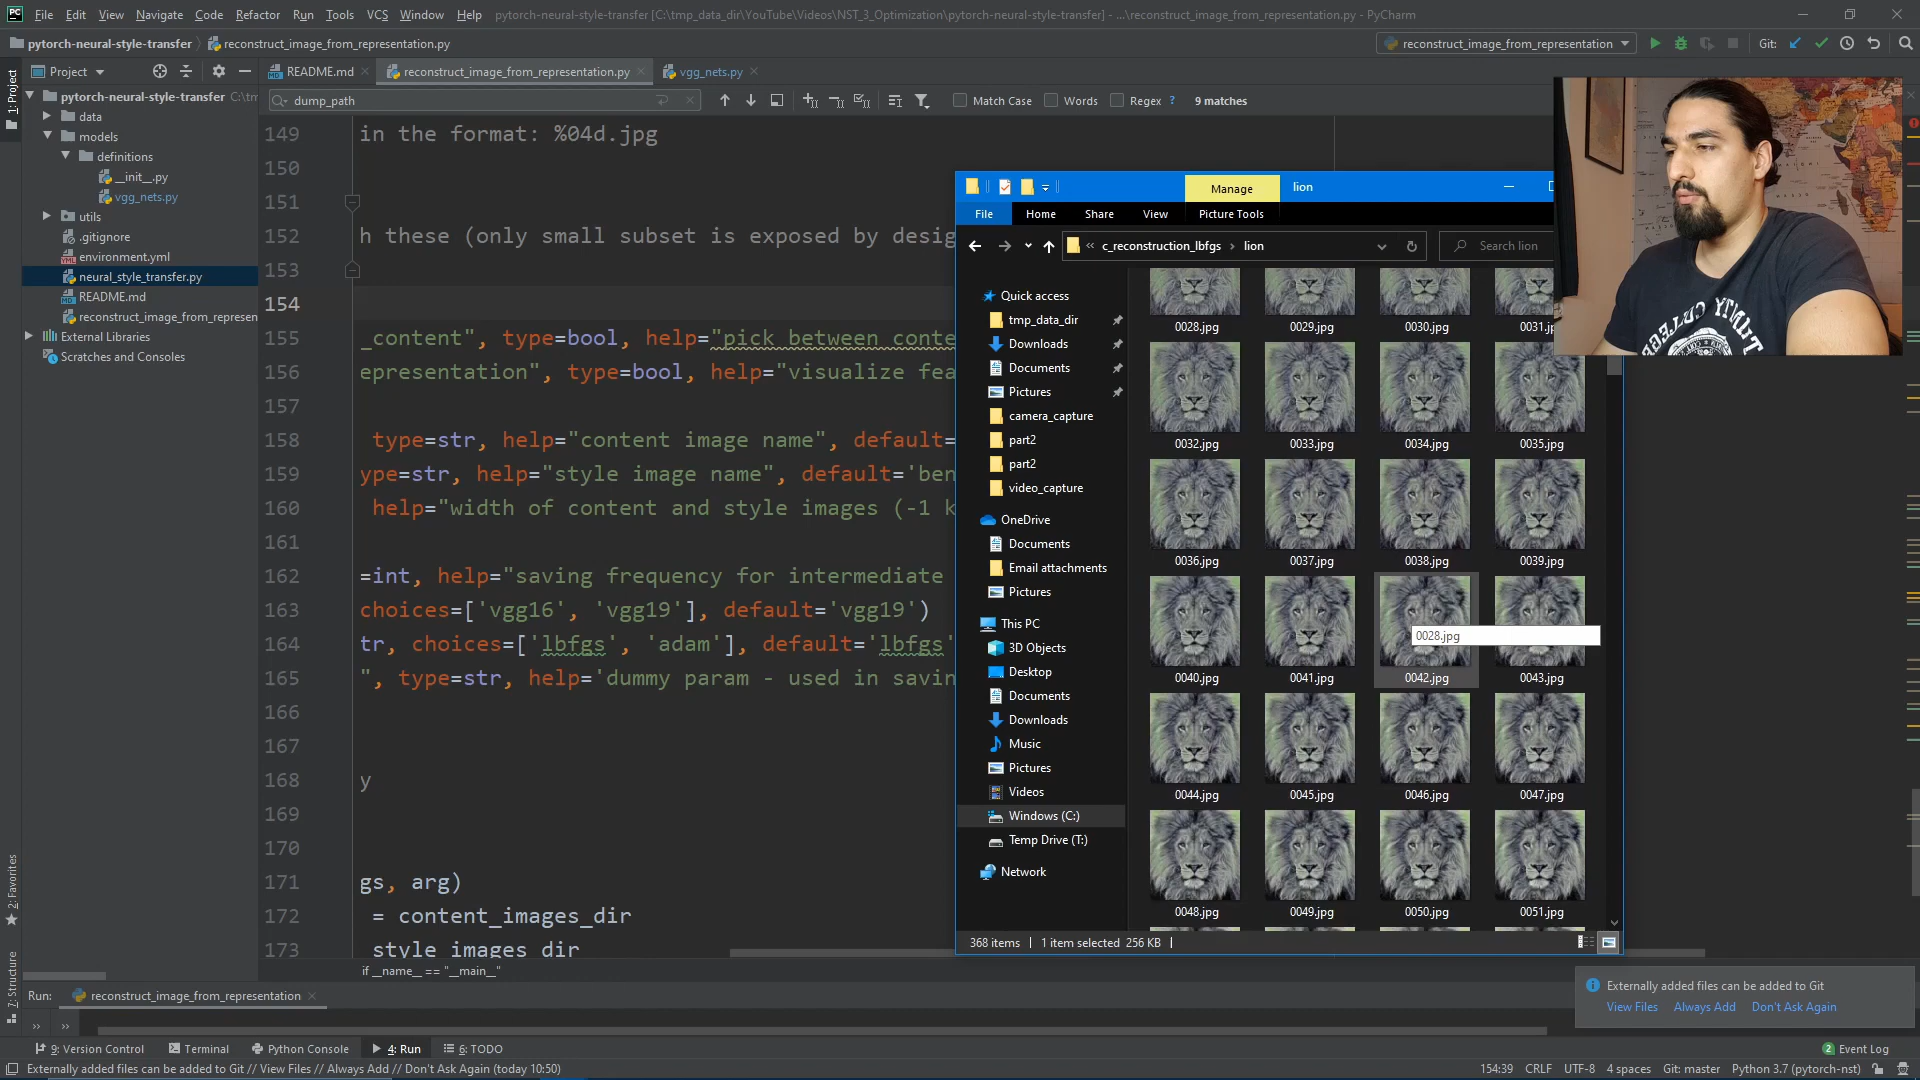 PC File Edit View Navigate Code Refactor Run Tools VCS Window Help pytorch-neural-style-transfer [C:\tmp_data_dir\YouTube\Videos\NST_3_Optimization\pytorch-neural-style-transfer] - ...\reconstruct_image_from_representation.py - PyCharm
pytorch-neural-style-transfer reconstruct_image_from_representation.py reconstruct_image_from_representation Git:
Project README.md reconstruct_image_from_representation.py vgg_nets.py
dump_path Match Case Words Regex ? 9 matches
1: Project
pytorch-neural-style-transfer C:\tm
data
models
definitions
__init__.py
vgg_nets.py
utils
.gitignore
environment.yml
neural_style_transfer.py
README.md
reconstruct_image_from_represen
External Libraries
Scratches and Consoles
2: Favorites
7: Structure
149 in the format: %04d.jpg
150
151
152 h these (only small subset is exposed by desig
153
154
155 _content", type=bool, help="pick between conte
156 epresentation", type=bool, help="visualize fea
157
158 type=str, help="content image name", default=
159 ype=str, help="style image name", default='ben
160 help="width of content and style images (-1 k
161
162 =int, help="saving frequency for intermediate
163 choices=['vgg16', 'vgg19'], default='vgg19')
164 tr, choices=['lbfgs', 'adam'], default='lbfgs'
165 ", type=str, help='dummy param - used in savin
166
167
168 y
169
170
171 gs, arg)
172 = content_images_dir
173 style_images_dir
if __name__ == "__main__"
Manage lion
File Home Share View Picture Tools
« c_reconstruction_lbfgs › lion Search lion
Quick access
tmp_data_dir
Downloads
Documents
Pictures
camera_capture
part2
part2
video_capture
OneDrive
Documents
Email attachments
Pictures
This PC
3D Objects
Desktop
Documents
Downloads
Music
Pictures
Videos
Windows (C:)
Temp Drive (T:)
Network
0028.jpg 0029.jpg 0030.jpg 0031.j
0032.jpg 0033.jpg 0034.jpg 0035.jpg
0036.jpg 0037.jpg 0038.jpg 0039.jpg
0028.jpg
0040.jpg 0041.jpg 0042.jpg 0043.jpg
0044.jpg 0045.jpg 0046.jpg 0047.jpg
0048.jpg 0049.jpg 0050.jpg 0051.jpg
368 items 1 item selected 256 KB
Externally added files can be added to Git
View Files Always Add Don't Ask Again
Run: reconstruct_image_from_representation
9: Version Control Terminal Python Console 4: Run 6: TODO 2 Event Log
Externally added files can be added to Git // View Files // Always Add // Don't Ask Again (today 10:50) 154:39 CRLF UTF-8 4 spaces Git: master Python 3.7 (pytorch-nst)